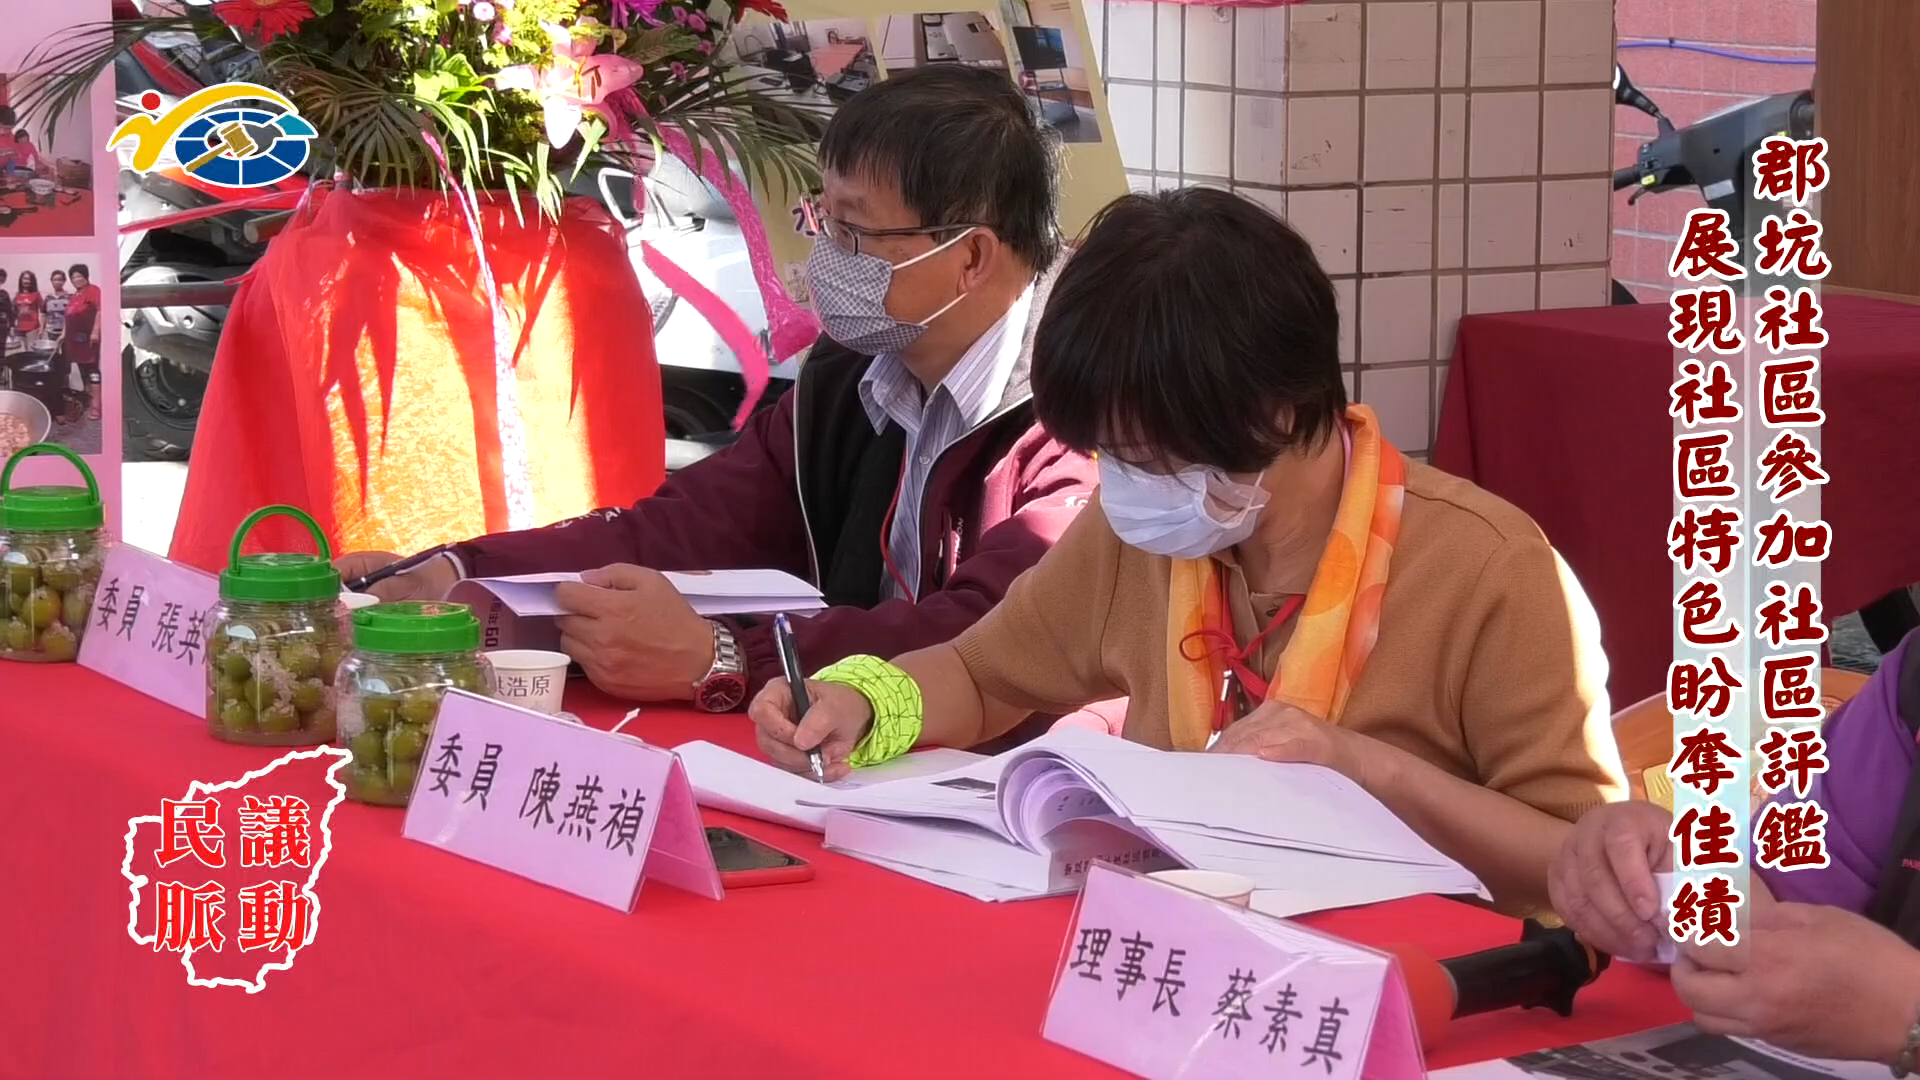 郡坑社區參加社區評鑑
展現社區特色盼奪佳績
委員 張英
委員 陳燕禎
理事長 蔡素真
浩原
民議
脈動